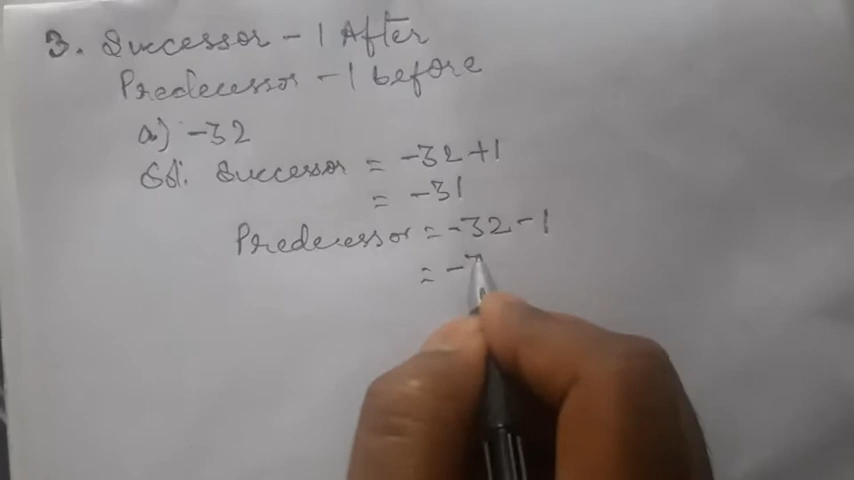 3. Successor - 1 After
Predecessor - 1 before
a) -32
Sol: Successor = -32+1
= -31
Predecessor = -32-1
= -